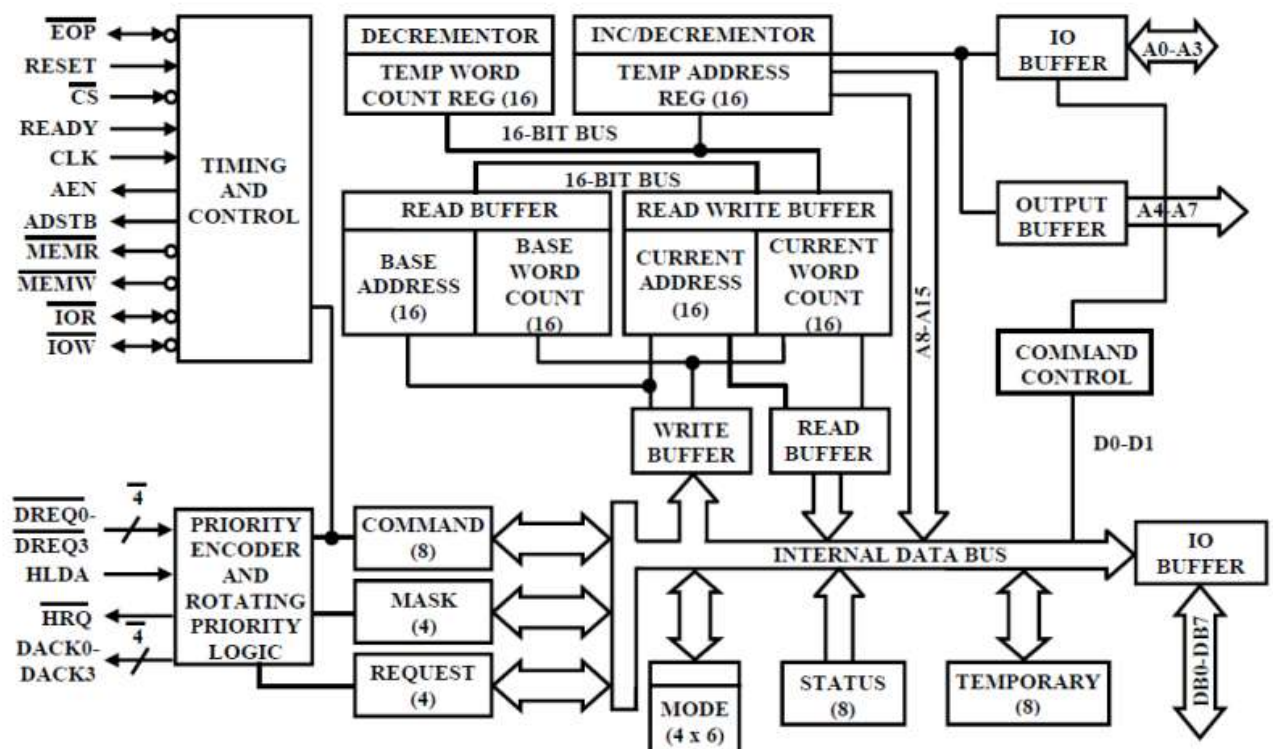 EOP
RESET
CS
READY
CLK
AEN
ADSTB
MEMR
MEMW
IOR
IOW
TIMING
AND
CONTROL
DECREMENTOR
TEMP WORD
COUNT REG (16)
INC/DECREMENTOR
TEMP ADDRESS
REG (16)
16-BIT BUS
16-BIT BUS
READ BUFFER
BASE
ADDRESS
(16)
BASE
WORD
COUNT
(16)
READ WRITE BUFFER
CURRENT
ADDRESS
(16)
CURRENT
WORD
COUNT
(16)
A8-A15
IO
BUFFER
A0-A3
OUTPUT
BUFFER
A4-A7
COMMAND
CONTROL
D0-D1
WRITE
BUFFER
READ
BUFFER
4
DREQ0-
DREQ3
HLDA
HRQ
4
DACK0-
DACK3
PRIORITY
ENCODER
AND
ROTATING
PRIORITY
LOGIC
COMMAND
(8)
MASK
(4)
REQUEST
(4)
INTERNAL DATA BUS
IO
BUFFER
DB0-DB7
MODE
(4 x 6)
STATUS
(8)
TEMPORARY
(8)